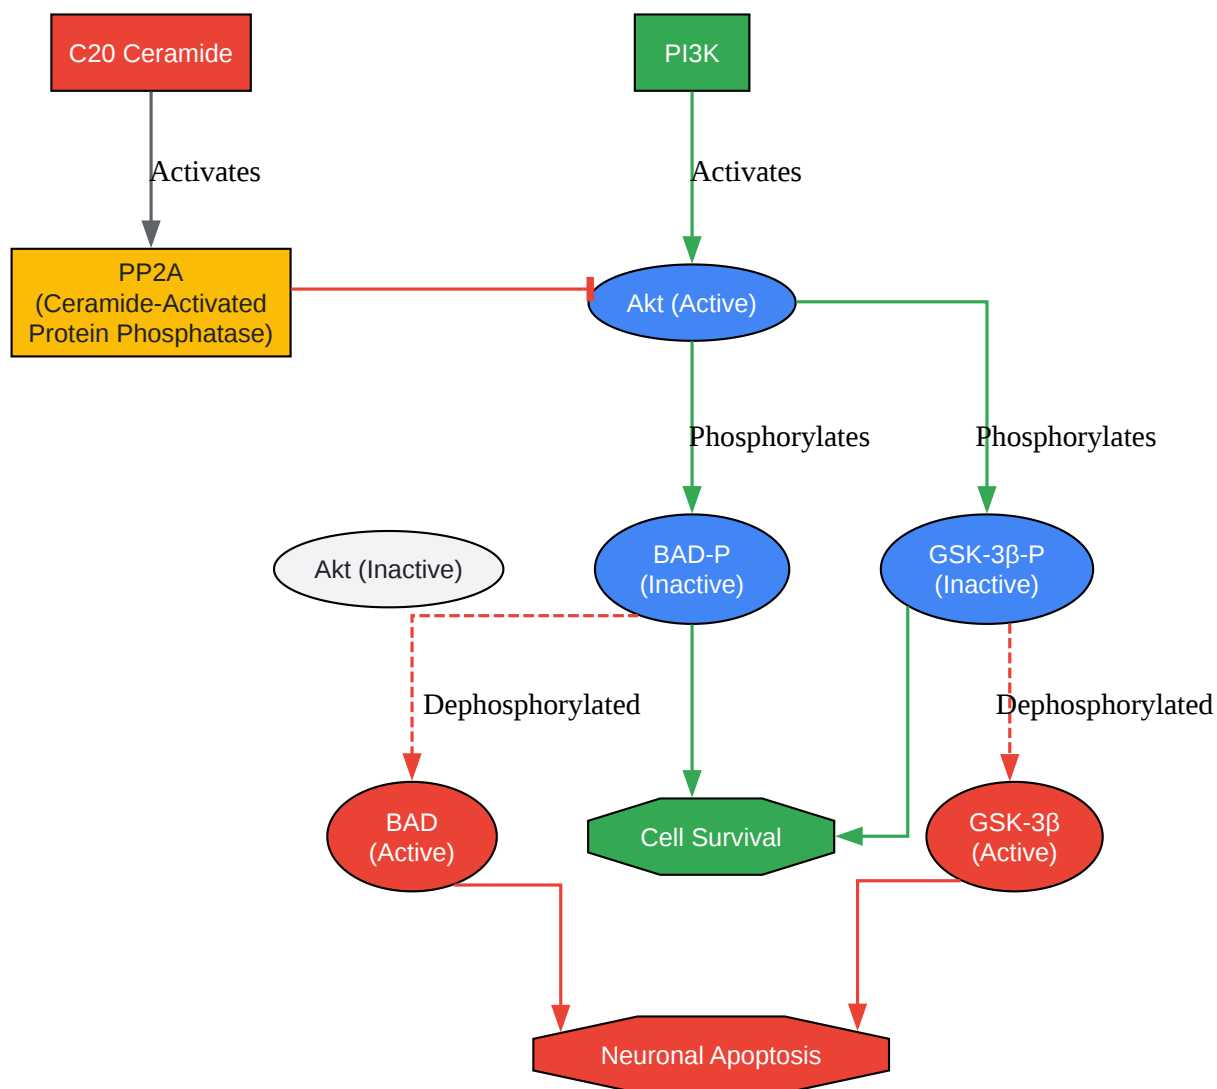 C20 Ceramide
PI3K
Activates
Activates
PP2A
(Ceramide-Activated
Protein Phosphatase)
Akt (Active)
Phosphorylates
Phosphorylates
Akt (Inactive)
BAD-P
(Inactive)
GSK-3β-P
(Inactive)
Dephosphorylated
Dephosphorylated
BAD
(Active)
Cell Survival
GSK-3β
(Active)
Neuronal Apoptosis